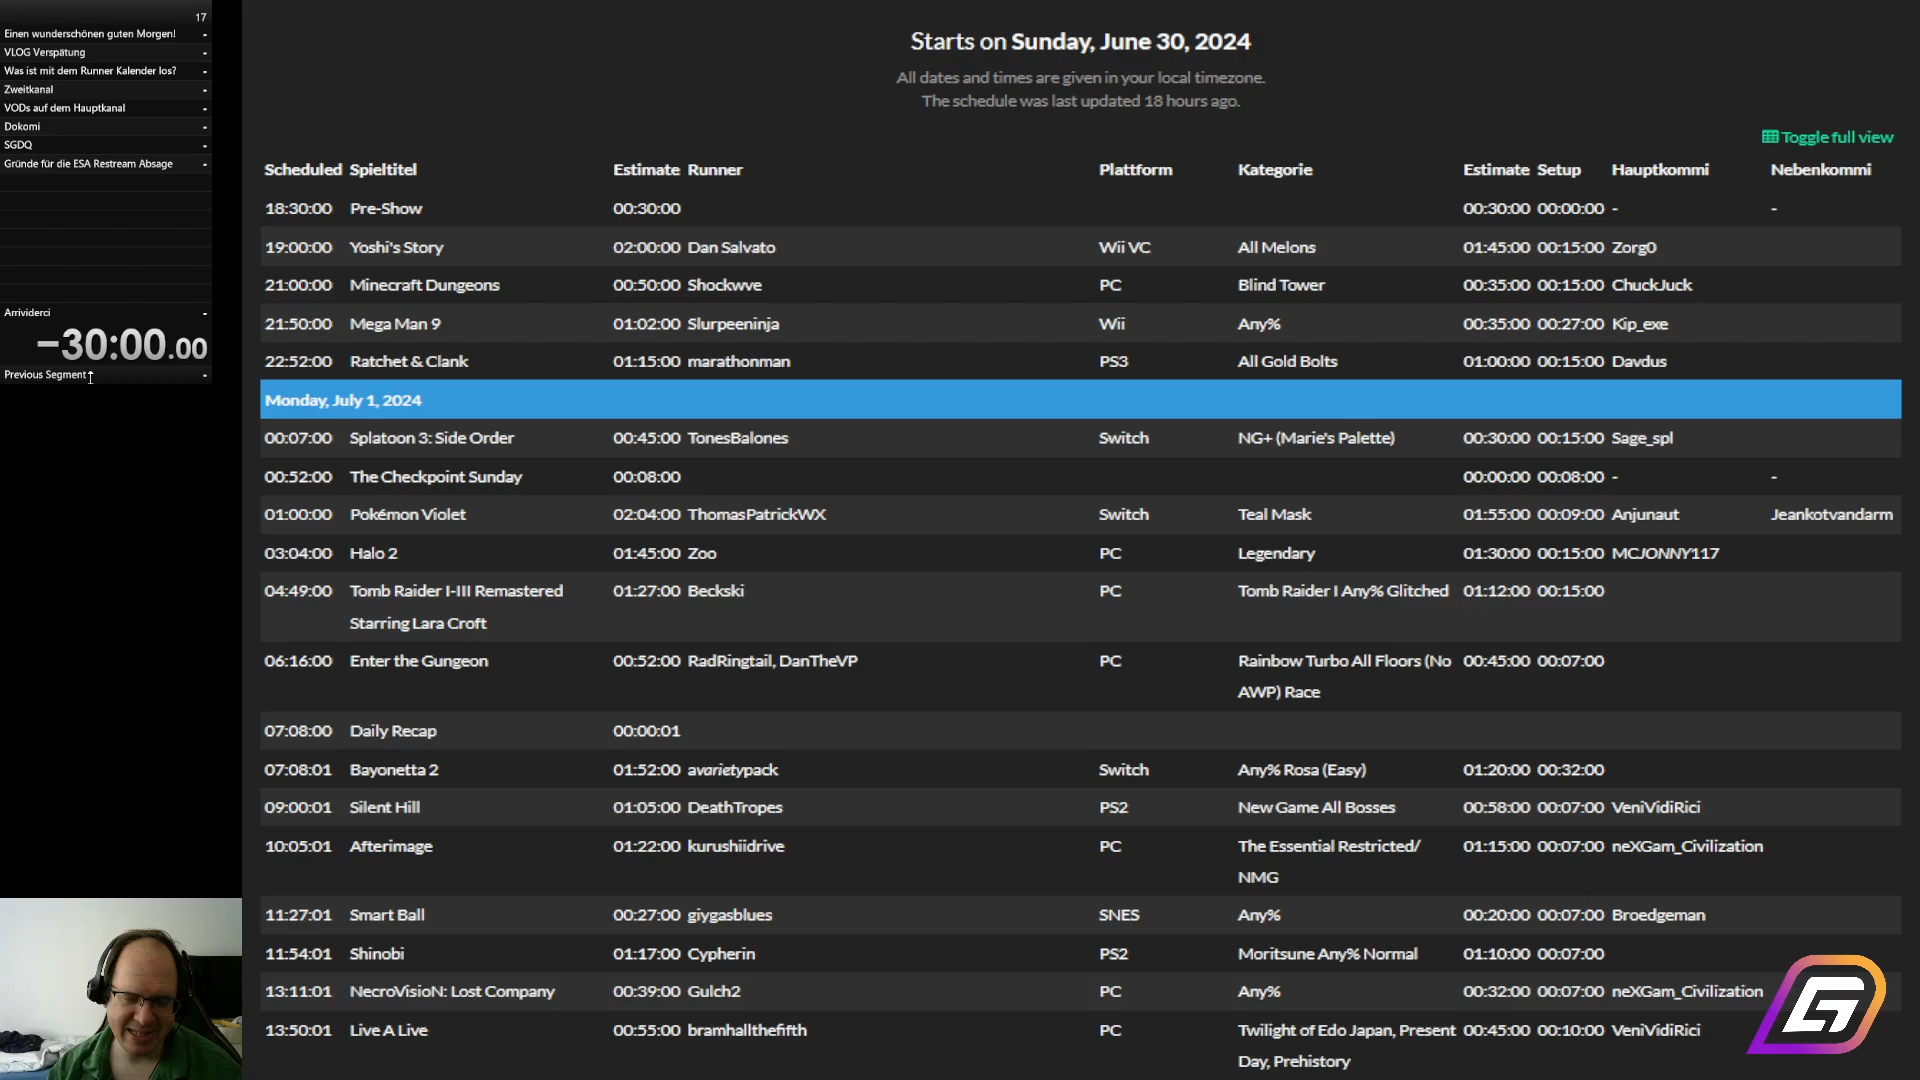 17
Einen wunderschönen guten Morgen! -
VLOG Verspätung -
Was ist mit dem Runner Kalender los? -
Zweitkanal -
VODs auf dem Hauptkanal -
Dokomi -
SGDQ -
Gründe für die ESA Restream Absage -
Arrividerci -
-30:00.00
Previous Segment -
Starts on Sunday, June 30, 2024
All dates and times are given in your local timezone.
The schedule was last updated 18 hours ago.
Toggle full view
Scheduled Spieltitel Estimate Runner Plattform Kategorie Estimate Setup Hauptkommi Nebenkommi
18:30:00 Pre-Show 00:30:00 00:30:00 00:00:00 - -
19:00:00 Yoshi's Story 02:00:00 Dan Salvato Wii VC All Melons 01:45:00 00:15:00 Zorg0
21:00:00 Minecraft Dungeons 00:50:00 Shockwve PC Blind Tower 00:35:00 00:15:00 ChuckJuck
21:50:00 Mega Man 9 01:02:00 Slurpeeninja Wii Any% 00:35:00 00:27:00 Kip_exe
22:52:00 Ratchet & Clank 01:15:00 marathonman PS3 All Gold Bolts 01:00:00 00:15:00 Davdus
Monday, July 1, 2024
00:07:00 Splatoon 3: Side Order 00:45:00 TonesBalones Switch NG+ (Marie's Palette) 00:30:00 00:15:00 Sage_spl
00:52:00 The Checkpoint Sunday 00:08:00 00:00:00 00:08:00 - -
01:00:00 Pokémon Violet 02:04:00 ThomasPatrickWX Switch Teal Mask 01:55:00 00:09:00 Anjunaut Jeankotvandarm
03:04:00 Halo 2 01:45:00 Zoo PC Legendary 01:30:00 00:15:00 MCJONNY117
04:49:00 Tomb Raider I-III Remastered 01:27:00 Beckski PC Tomb Raider I Any% Glitched 01:12:00 00:15:00
Starring Lara Croft
06:16:00 Enter the Gungeon 00:52:00 RadRingtail, DanTheVP PC Rainbow Turbo All Floors (No 00:45:00 00:07:00
AWP) Race
07:08:00 Daily Recap 00:00:01
07:08:01 Bayonetta 2 01:52:00 avarietypack Switch Any% Rosa (Easy) 01:20:00 00:32:00
09:00:01 Silent Hill 01:05:00 DeathTropes PS2 New Game All Bosses 00:58:00 00:07:00 VeniVidiRici
10:05:01 Afterimage 01:22:00 kurushiidrive PC The Essential Restricted/ 01:15:00 00:07:00 neXGam_Civilization
NMG
11:27:01 Smart Ball 00:27:00 giygasblues SNES Any% 00:20:00 00:07:00 Broedgeman
11:54:01 Shinobi 01:17:00 Cypherin PS2 Moritsune Any% Normal 01:10:00 00:07:00
13:11:01 NecroVisioN: Lost Company 00:39:00 Gulch2 PC Any% 00:32:00 00:07:00 neXGam_Civilization
13:50:01 Live A Live 00:55:00 bramhallthefifth PC Twilight of Edo Japan, Present 00:45:00 00:10:00 VeniVidiRici
Day, Prehistory